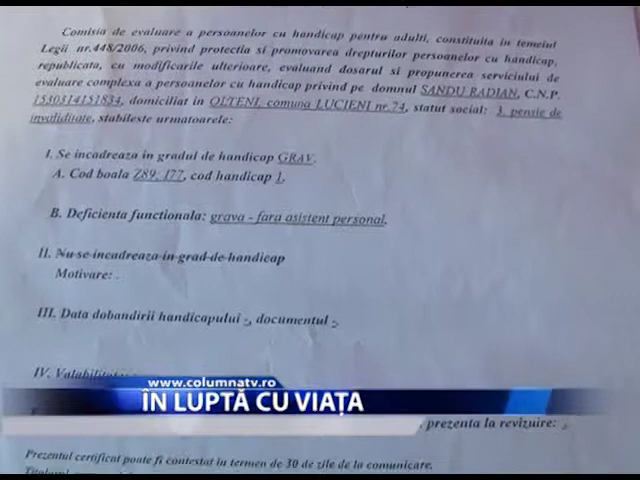 Comisia de evaluare a persoanelor cu handicap pentru adulti, constituita in temeiul
Legii nr.448/2006, privind protectia si promovarea drepturilor persoanelor cu handicap,
republicata, cu modificarile ulterioare, evaluand dosarul si propunerea serviciului de
evaluare complexa a persoanelor cu handicap privind pe domnul SANDU RADIAN, C.N.P.
1530514151834, domiciliat in OLTENI, comuna LUCIENI nr.74, statut social: 3. pensie de
invaliditate, stabileste urmatoarele:
I. Se incadreaza in gradul de handicap GRAV.
A. Cod boala Z89, I77, cod handicap 1.
B. Deficienta functionala: grava - fara asistent personal.
II. Nu se incadreaza in grad de handicap
Motivare: .
III. Data dobandirii handicapului -, documentul -.
IV. Valabilitate
www.columnatv.ro
ÎN LUPTĂ CU VIAȚA
, prezenta la revizuire: .
Prezentul certificat poate fi contestat in termen de 30 de zile de la comunicare.
Titularul